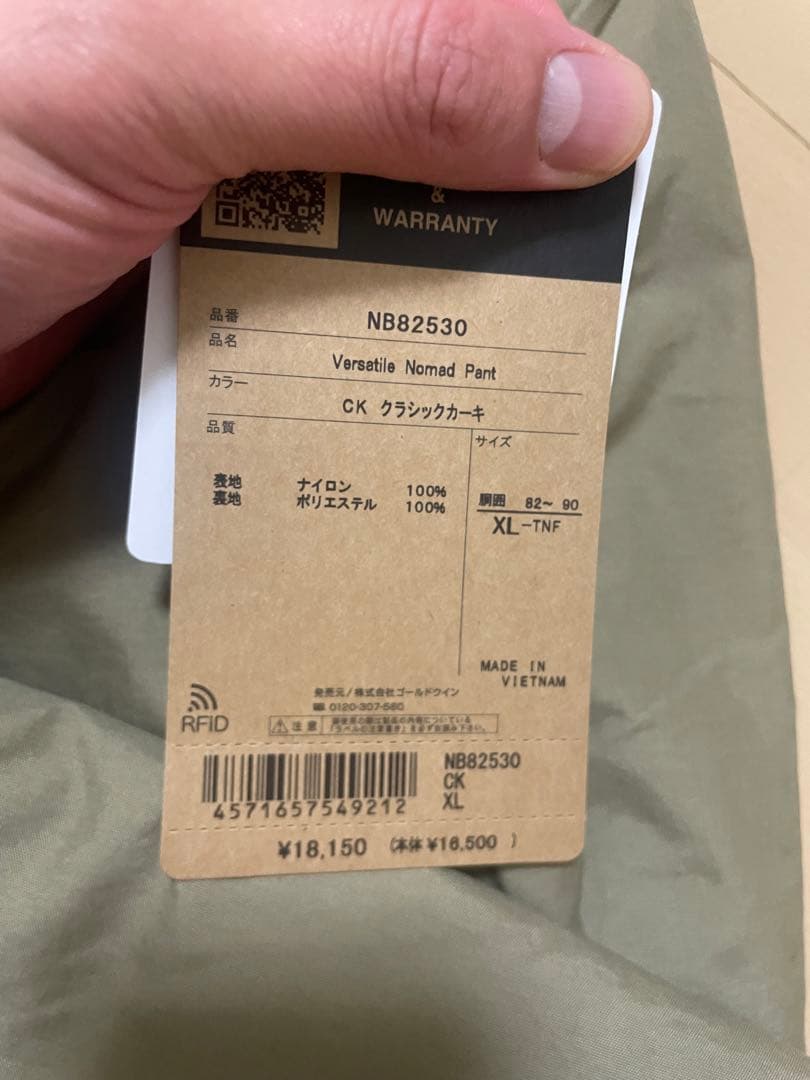 &
WARRANTY
品番 NB82530
品名 Versatile Nomad Pant
カラー CK クラシックカーキ
品質
サイズ
表地 ナイロン 100%
裏地 ポリエステル 100%
胴囲 82~ 90
XL-TNF
MADE IN
VIETNAM
発売元/株式会社ゴールドウイン
0120-307-560
RFID
注意
NB82530
CK
XL
4571657549212
¥18,150 (本体¥16,500 )